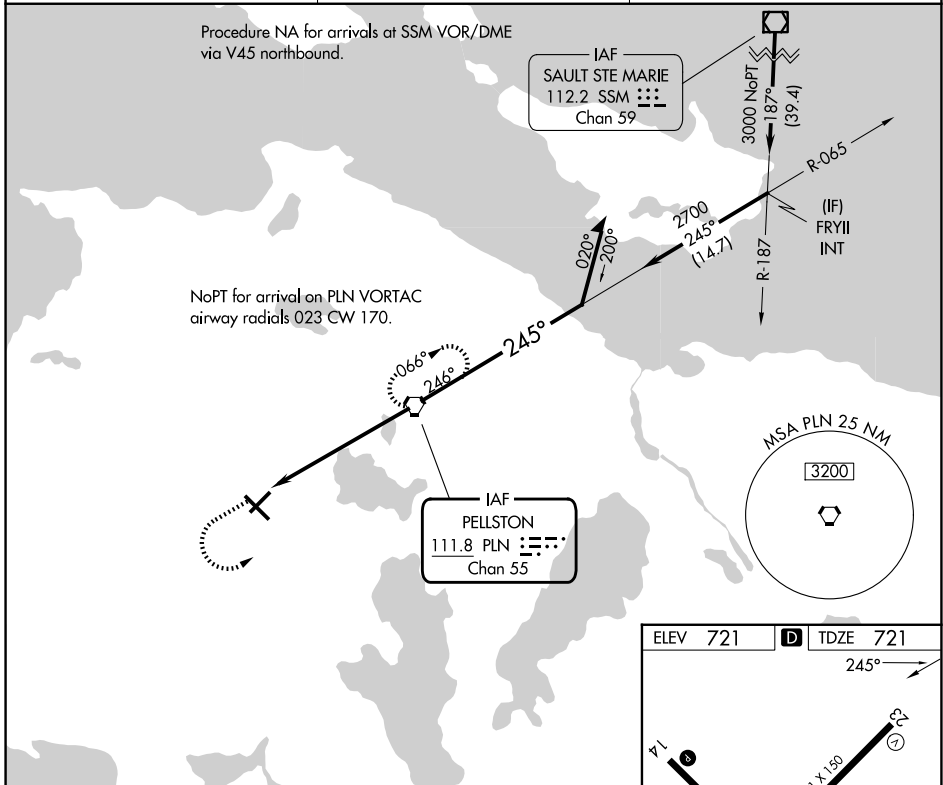 Procedure NA for arrivals at SSM VOR/DME
via V45 northbound.
IAF
SAULT STE MARIE
112.2 SSM
Chan 59
3000 NoPT
187°
(39.4)
R-065
(IF)
FRYII
INT
R-187
2700
245°
(14.7)
020°
200°
NoPT for arrival on PLN VORTAC
airway radials 023 CW 170.
245°
066°
246°
IAF
PELLSTON
111.8 PLN
Chan 55
MSA PLN 25 NM
3200
ELEV 721 D TDZE 721
245°
23
V
14
P
X 150